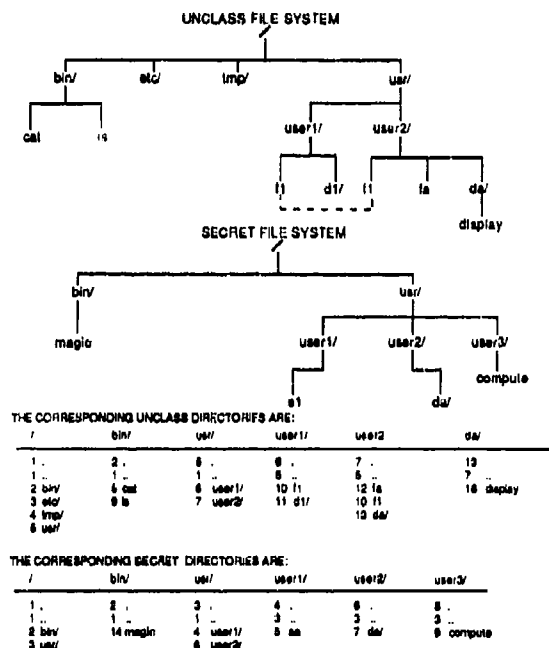 UNCLASS FILE SYSTEM
/
bin/ etc/ tmp/ usr/
cat ls user1/ user2/
f1 d1/ f1 fa da/
display
SECRET FILE SYSTEM
/
bin/ usr/
magic user1/ user2/ user3/
da/ compute
THE CORRESPONDING UNCLASS DIRECTORIES ARE:
/ bin/ usr/ user1/ user2 da/
1 . 2 . 5 . 6 . 7 . 13
1 .. 1 .. 1 .. 5 .. 5 .. 7 ..
2 bin/ cat 6 user1/ 10 f1 12 fa display
3 etc/ 9 ls 7 user2/ 11 d1/ 10 f1
4 tmp/ 13 da/
5 usr/
THE CORRESPONDING SECRET DIRECTORIES ARE:
/ bin/ usr/ user1/ user2/ user3/
1 . 2 . 3 . 4 . 6 . .
1 .. 1 .. 1 .. 3 .. 3 .. 3 ..
2 bin/ 14 magic 4 user1/ 5 7 da/ 9 compute
3 usr/ 6 user2/